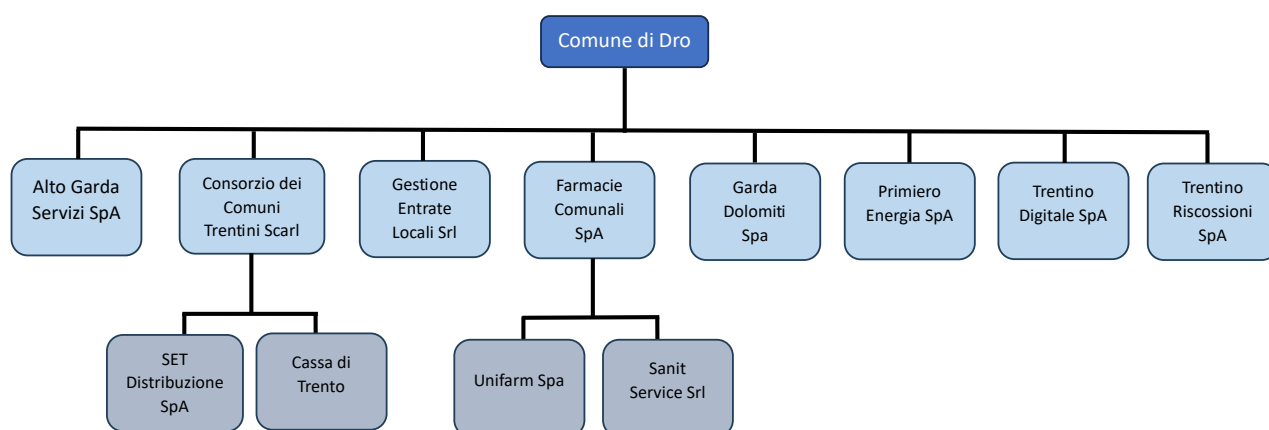 Comune di Dro
Alto Garda
Servizi SpA
Consorzio dei
Comuni
Trentini Scarl
Gestione
Entrate
Locali Srl
Farmacie
Comunali
SpA
Garda
Dolomiti
Spa
Primiero
Energia SpA
Trentino
Digitale SpA
Trentino
Riscossioni
SpA
SET
Distribuzione
SpA
Cassa di
Trento
Unifarm Spa
Sanit
Service Srl